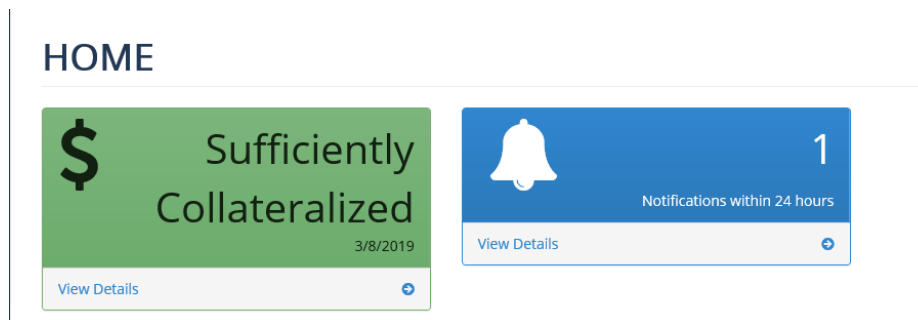 HOME
Sufficiently
Collateralized
3/8/2019
View Details
1
Notifications within 24 hours
View Details